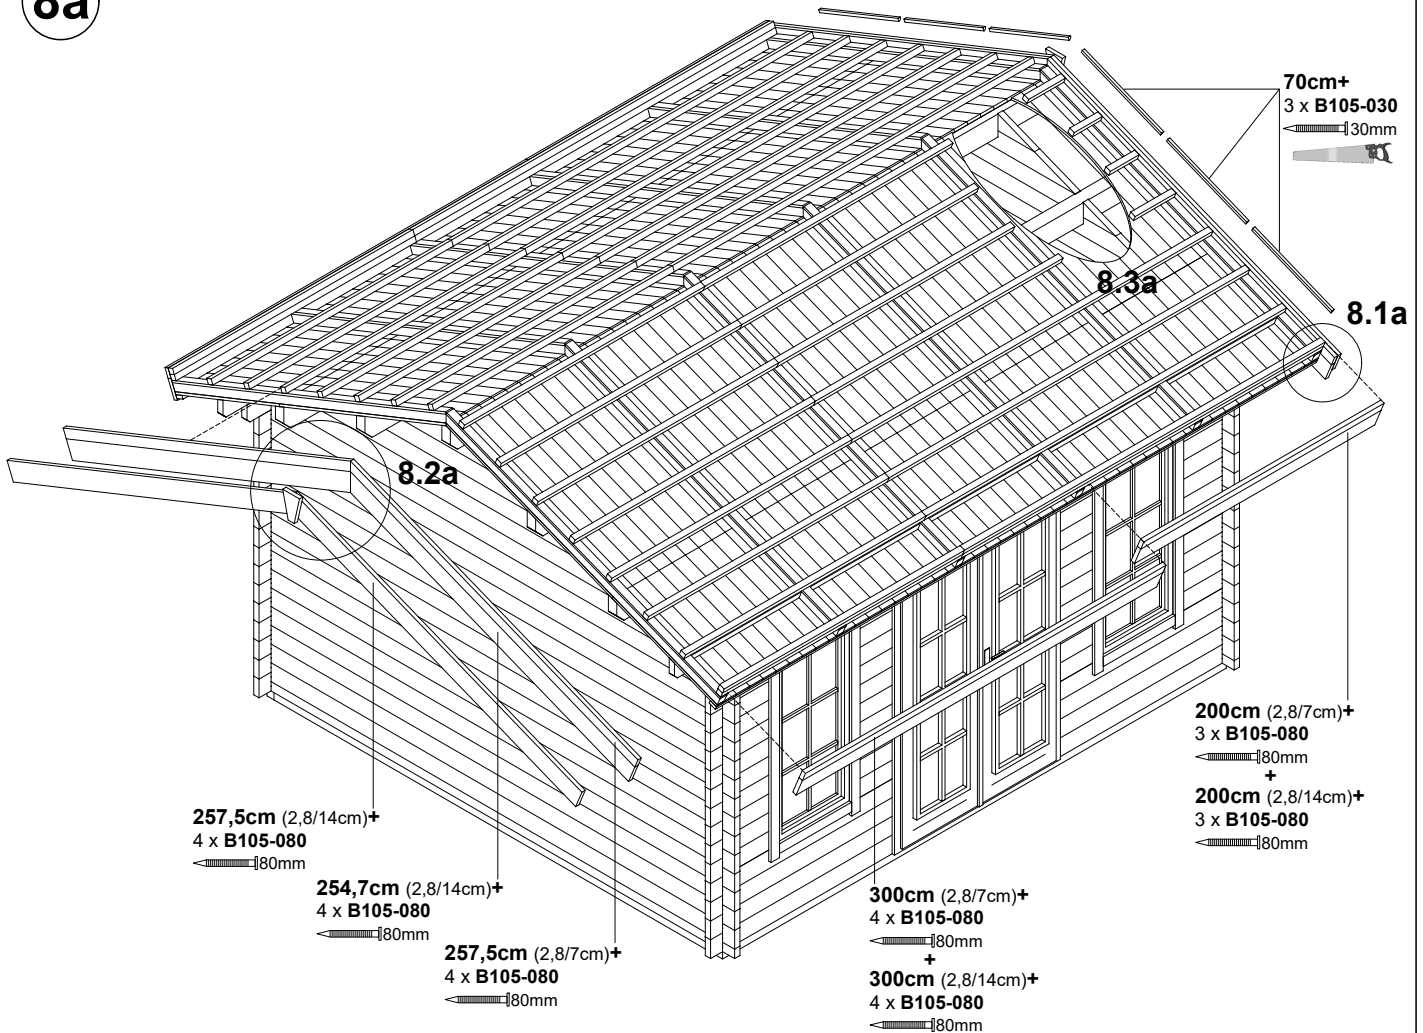 8a
70cm+
3 x B105-030
30mm
8.3a
8.1a
8.2a
200cm (2,8/7cm)+
3 x B105-080
80mm
+
200cm (2,8/14cm)+
3 x B105-080
80mm
257,5cm (2,8/14cm)+
4 x B105-080
80mm
254,7cm (2,8/14cm)+
4 x B105-080
80mm
257,5cm (2,8/7cm)+
4 x B105-080
80mm
300cm (2,8/7cm)+
4 x B105-080
80mm
+
300cm (2,8/14cm)+
4 x B105-080
80mm